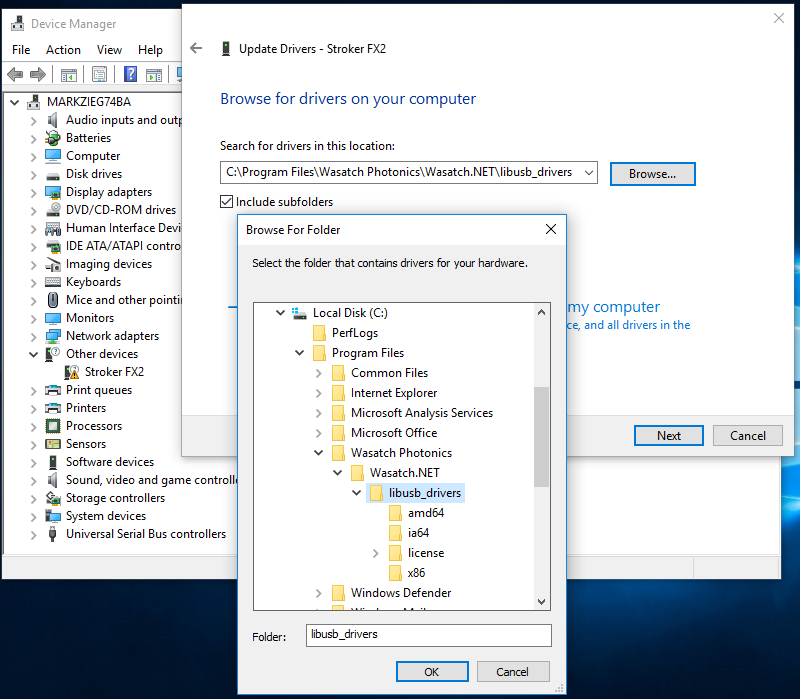 Device Manager
File Action View Help
MARKZIEG74BA
Audio inputs and outp
Batteries
Computer
Disk drives
Display adapters
DVD/CD-ROM drives
Human Interface Devi
IDE ATA/ATAPI contro
Imaging devices
Keyboards
Mice and other pointi
Monitors
Network adapters
Other devices
Stroker FX2
Print queues
Printers
Processors
Sensors
Software devices
Sound, video and game controlle
Storage controllers
System devices
Universal Serial Bus controllers
Update Drivers - Stroker FX2
Browse for drivers on your computer
Search for drivers in this location:
C:\Program Files\Wasatch Photonics\Wasatch.NET\libusb_drivers
Browse...
Include subfolders
my computer
ce, and all drivers in the
Next Cancel
Browse For Folder
Select the folder that contains drivers for your hardware.
Local Disk (C:)
PerfLogs
Program Files
Common Files
Internet Explorer
Microsoft Analysis Services
Microsoft Office
Wasatch Photonics
Wasatch.NET
libusb_drivers
amd64
ia64
license
x86
Windows Defender
Folder: libusb_drivers
OK Cancel